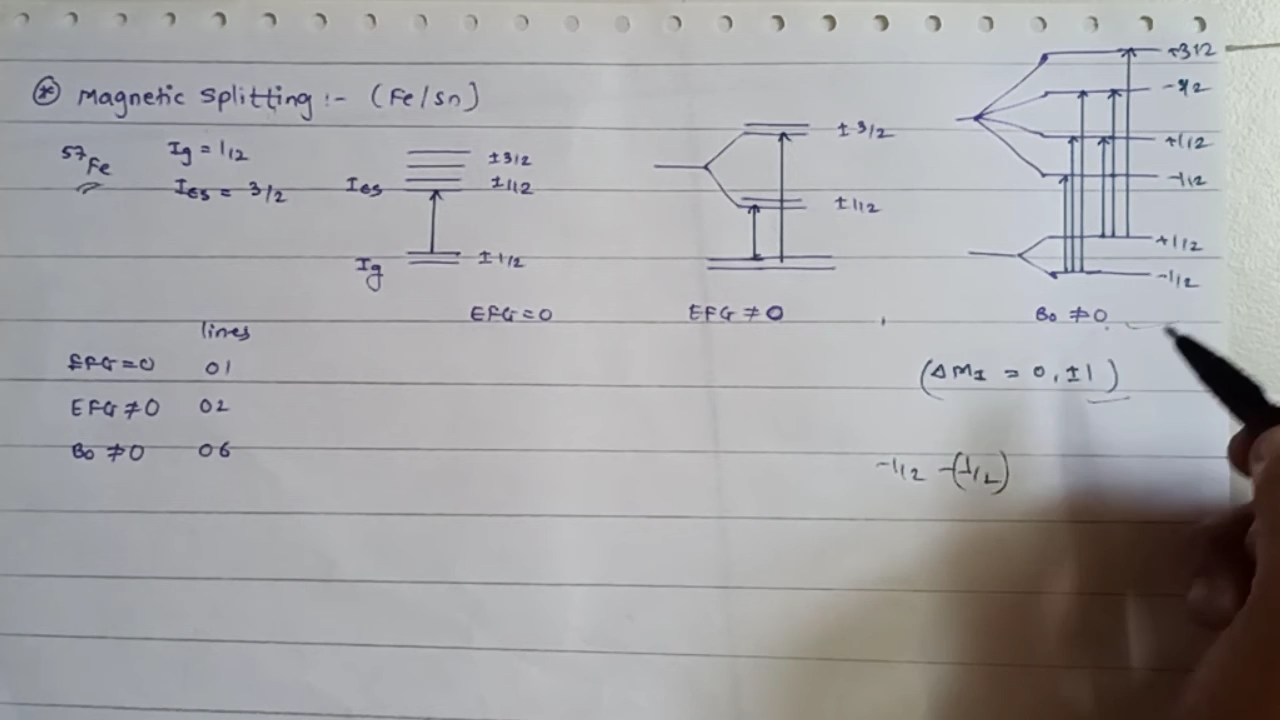 * Magnetic Splitting :- (Fe/Sn)
57Fe
Ig = 1/2
Ies = 3/2
Ies
±3/2
±1/2
Ig
±1/2
EFG = 0
±3/2
±1/2
EFG ≠ 0
+3/2
+1/2
-1/2
+1/2
-1/2
B0 ≠ 0
(ΔMI = 0, ±1)
-1/2 -(-1/2)
lines
EFG = 0 01
EFG ≠ 0 02
B0 ≠ 0 06